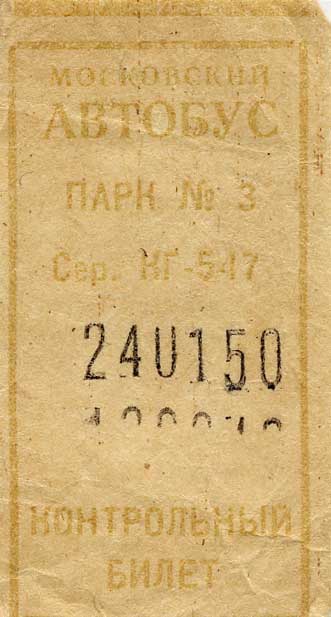 МОСКОВСКИЙ
АВТОБУС
ПАРК № 3
Сер. КГ-547
240150
КОНТРОЛЬНЫЙ
БИЛЕТ